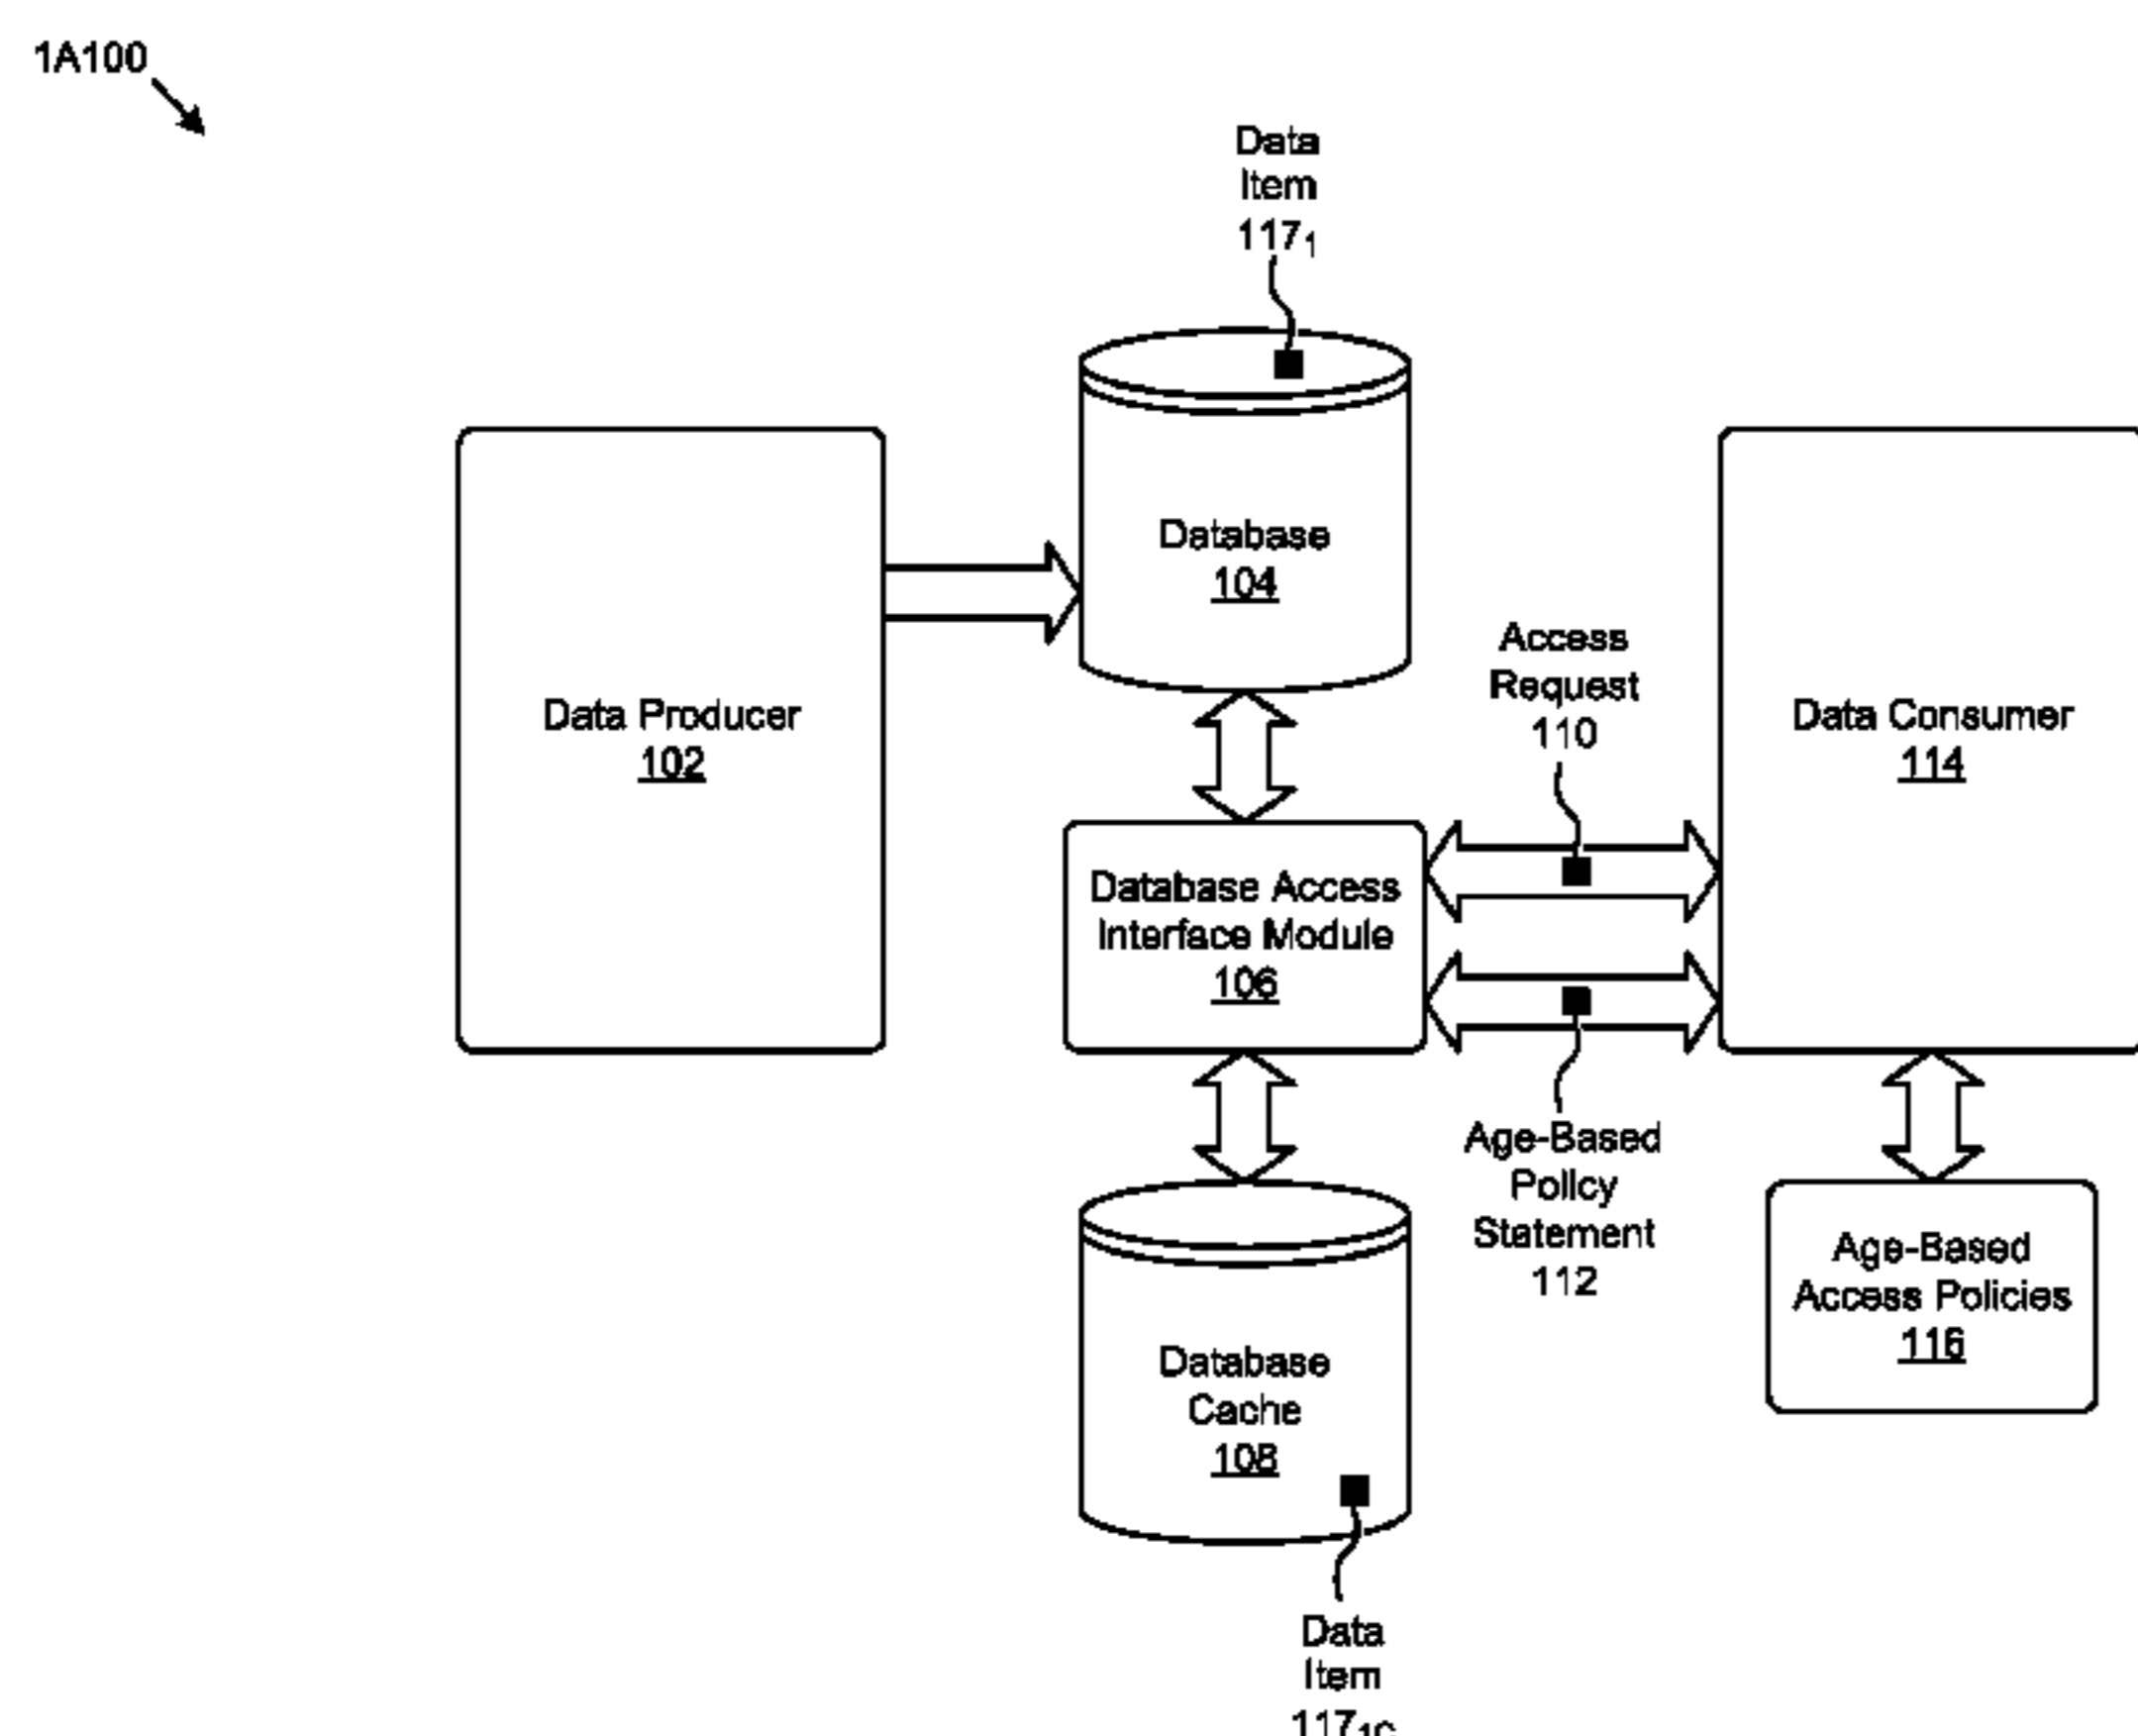 1A100
Data
Item
117₁
Database
104
Data Producer
102
Access
Request
110
Data Consumer
114
Database Access
Interface Module
106
Age-Based
Policy
Statement
112
Age-Based
Access Policies
116
Database
Cache
108
Data
Item
117₁C